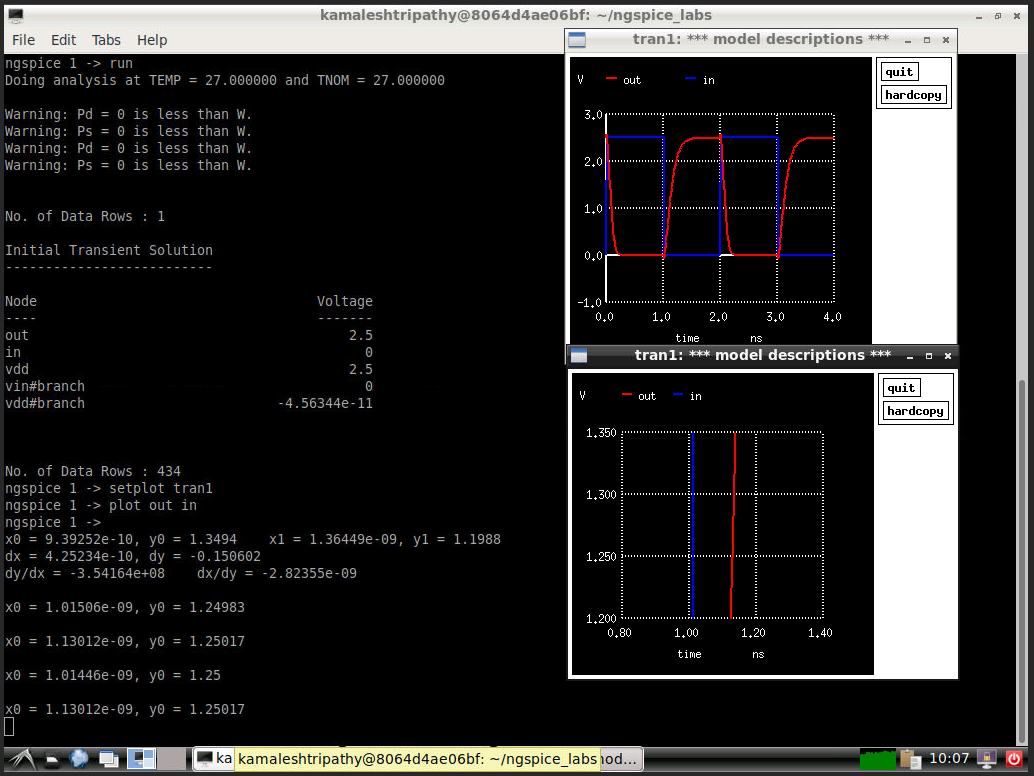 kamaleshtripathy@8064d4ae06bf: ~/ngspice_labs
File Edit Tabs Help
ngspice 1 -> run
Doing analysis at TEMP = 27.000000 and TNOM = 27.000000
Warning: Pd = 0 is less than W.
Warning: Ps = 0 is less than W.
Warning: Pd = 0 is less than W.
Warning: Ps = 0 is less than W.
No. of Data Rows : 1
Initial Transient Solution
--------------------------
Node Voltage
---- -------
out 2.5
in 0
vdd 2.5
vin#branch 0
vdd#branch -4.56344e-11
No. of Data Rows : 434
ngspice 1 -> setplot tran1
ngspice 1 -> plot out in
ngspice 1 ->
x0 = 9.39252e-10, y0 = 1.3494 x1 = 1.36449e-09, y1 = 1.1988
dx = 4.25234e-10, dy = -0.150602
dy/dx = -3.54164e+08 dx/dy = -2.82355e-09
x0 = 1.01506e-09, y0 = 1.24983
x0 = 1.13012e-09, y0 = 1.25017
x0 = 1.01446e-09, y0 = 1.25
x0 = 1.13012e-09, y0 = 1.25017
tran1: *** model descriptions ***
quit
hardcopy
V out in
3.0
2.0
1.0
0.0
-1.0
0.0 1.0 2.0 3.0 4.0
time ns
tran1: *** model descriptions ***
quit
hardcopy
V out in
1.350
1.300
1.250
1.200
0.80 1.00 1.20 1.40
time ns
ka
kamaleshtripathy@8064d4ae06bf: ~/ngspice_labs
od...
10:07